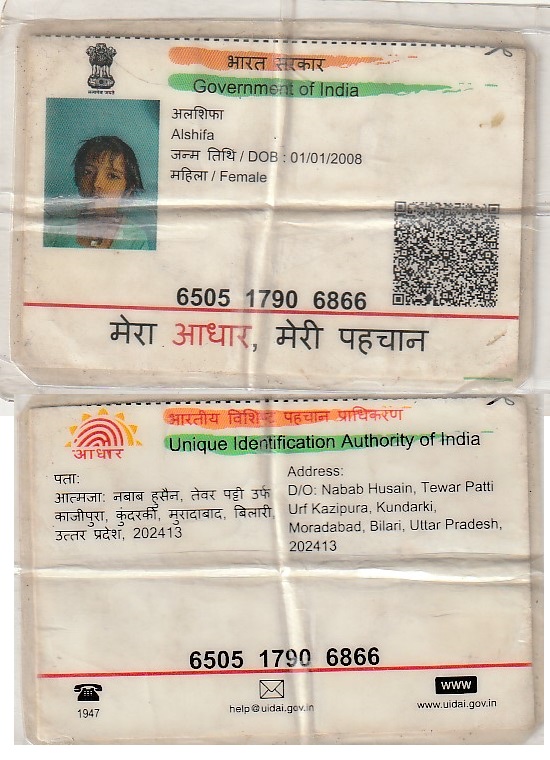 भारत सरकार
Government of India
अलशिफा
Alshifa
जन्म तिथि / DOB : 01/01/2008
महिला / Female
6505 1790 6866
मेरा आधार, मेरी पहचान
भारतीय विशिष्ट पहचान प्राधिकरण
Unique Identification Authority of India
आधार
पता:
आत्मजा: नबाब हुसैन, तेवर पट्टी उर्फ
काजीपुरा, कुंदरकी, मुरादाबाद, बिलारी,
उत्तर प्रदेश, 202413
Address:
D/O: Nabab Husain, Tewar Patti
Urf Kazipura, Kundarki,
Moradabad, Bilari, Uttar Pradesh,
202413
6505 1790 6866
1947
help@uidai.gov.in
www
www.uidai.gov.in